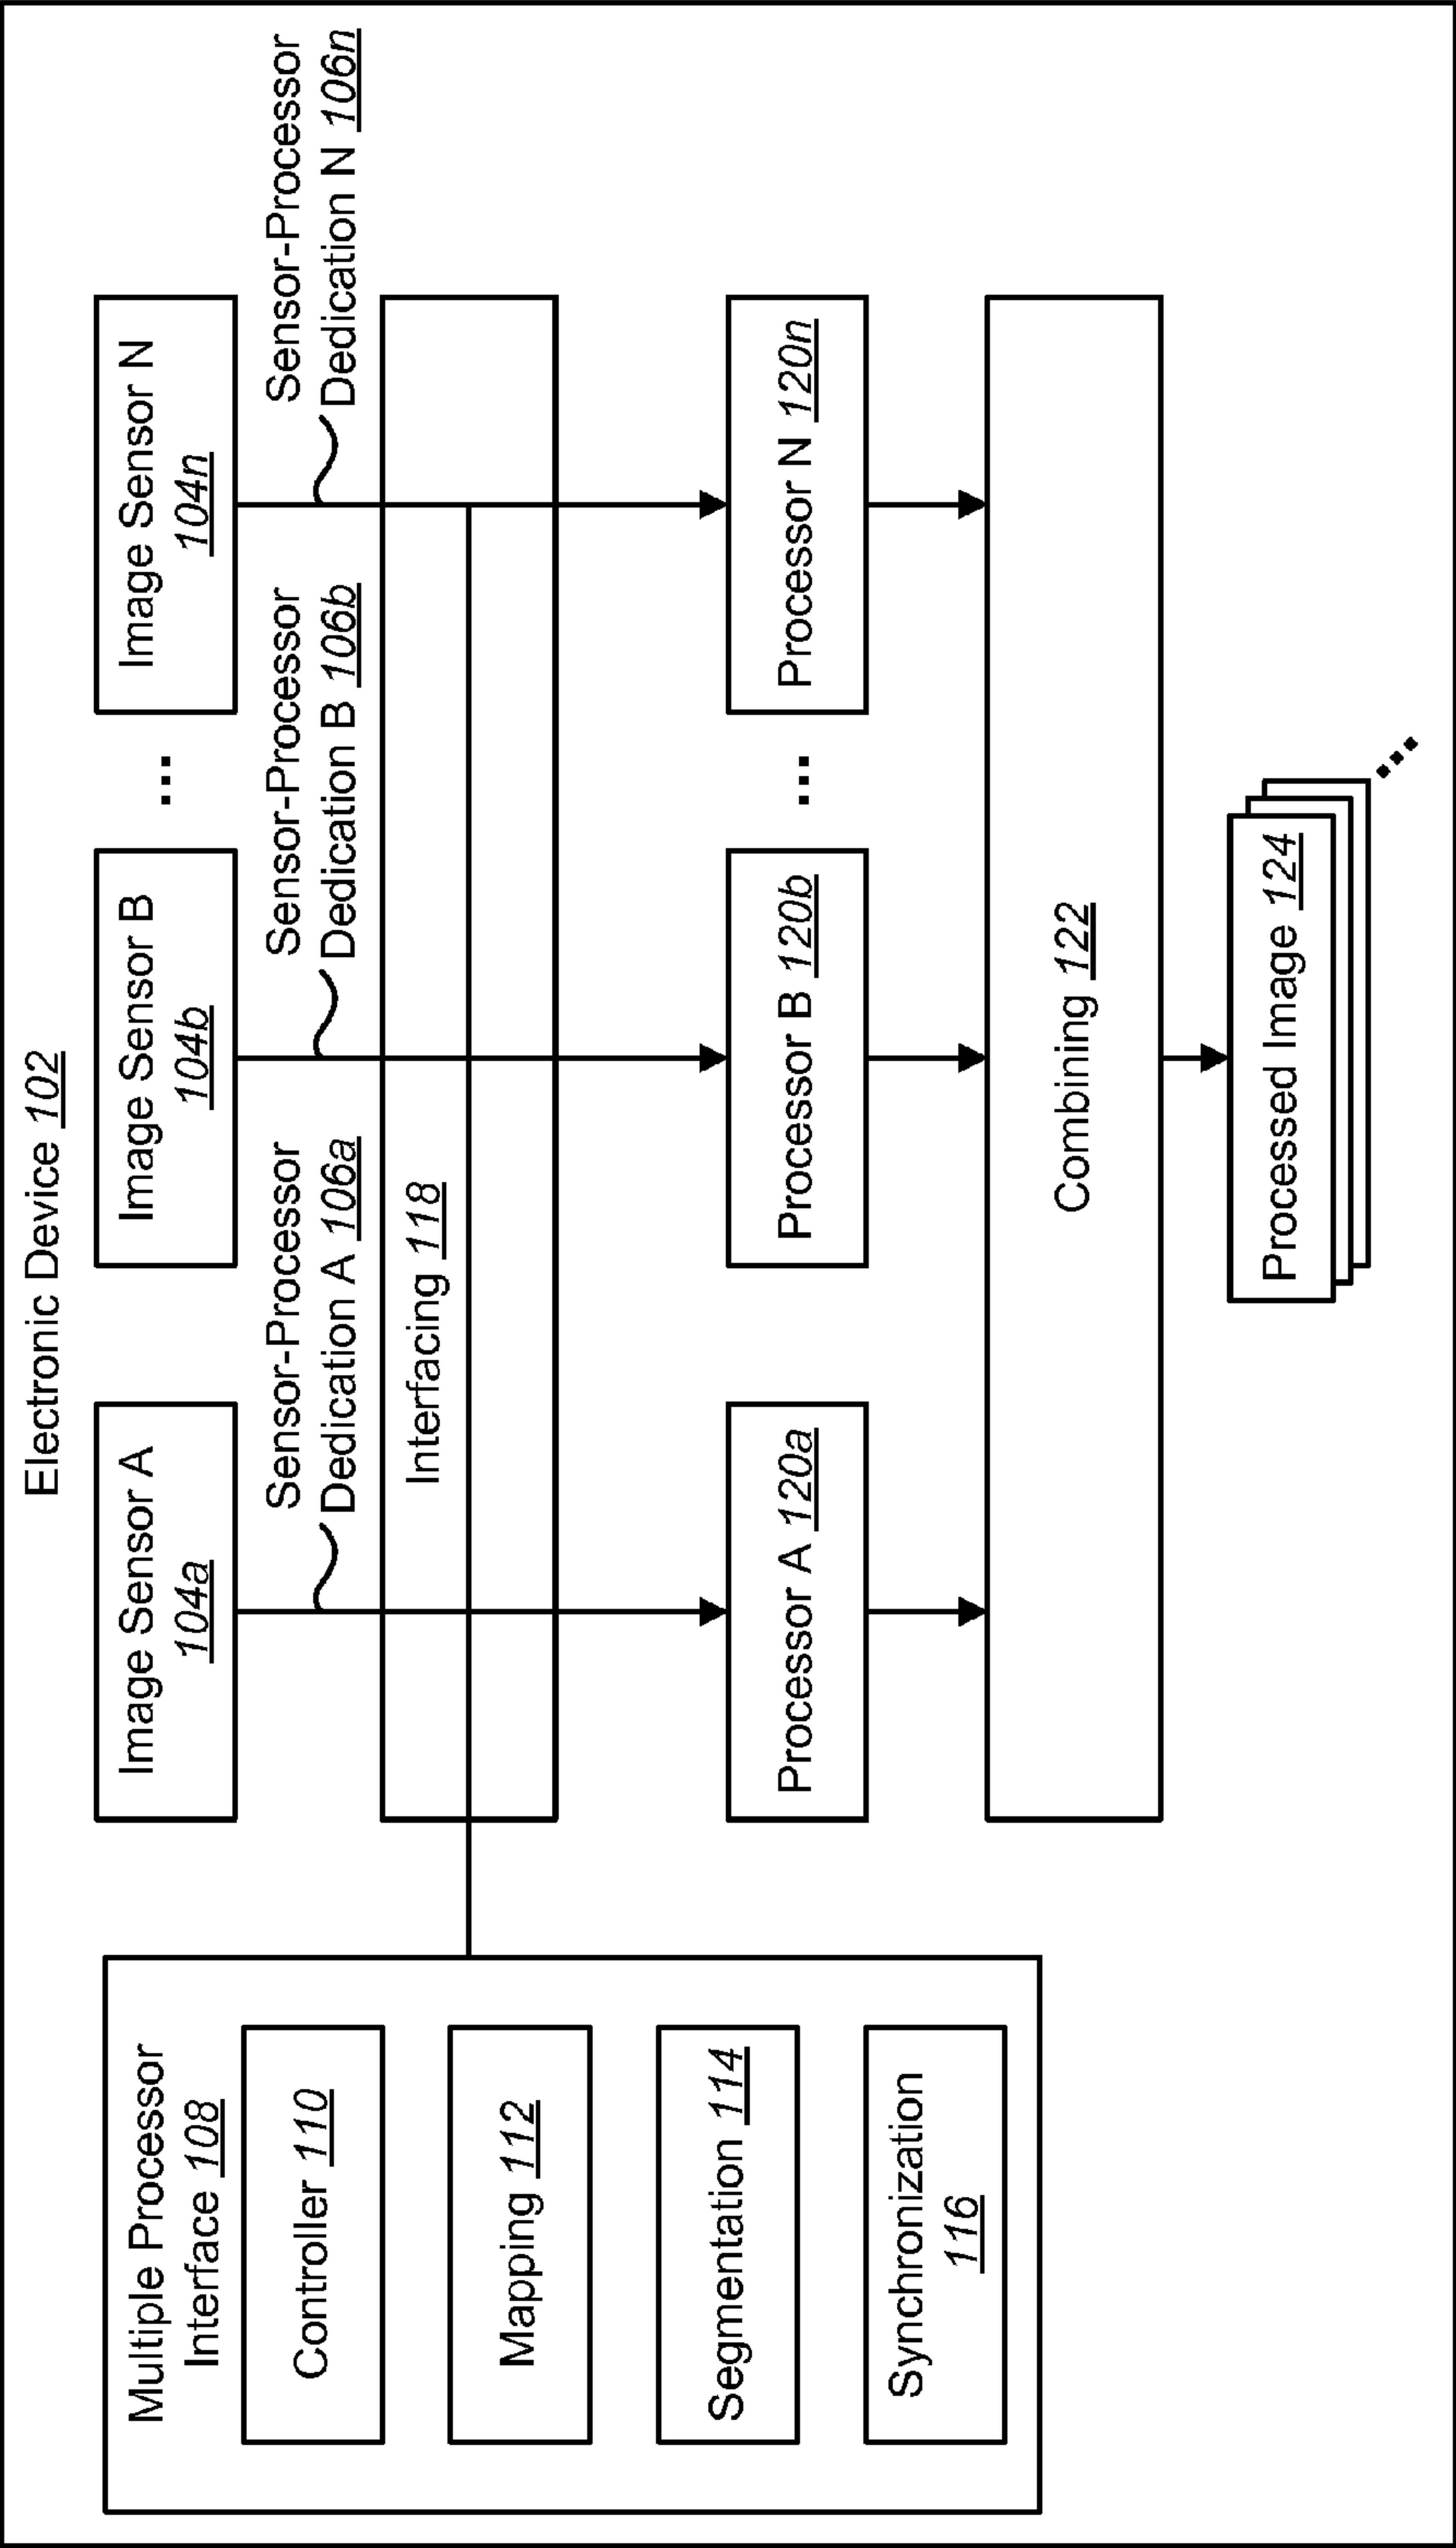 Electronic Device 102
Multiple Processor
Interface 108
Controller 110
Mapping 112
Segmentation 114
Synchronization
116
Image Sensor A
104a
Image Sensor B
104b
...
Image Sensor N
104n
Sensor-Processor
Dedication A 106a
Sensor-Processor
Dedication B 106b
Sensor-Processor
Dedication N 106n
Interfacing 118
Processor A 120a
Processor B 120b
...
Processor N 120n
Combining 122
Processed Image 124
...